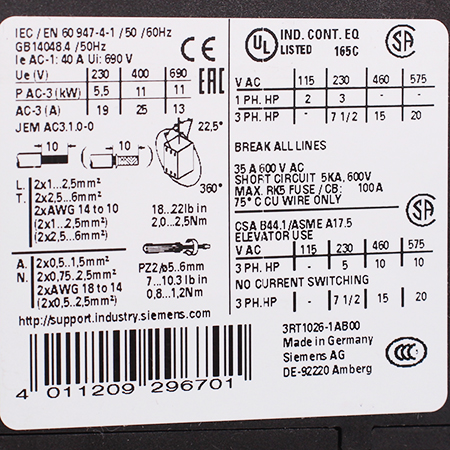 IEC / EN 60 947-4-1 / 50 / 60Hz
GB14048.4 / 50Hz
Ie AC-1: 40 A Ui: 690 V
CE
EAC
Ue (V) 230 400 690
P AC-3 (kW) 5,5 11 11
AC-3 (A) 19 25 13
JEM AC3.1.0-0
10 10 22,5°
360°
L. 2x1...2,5mm²
T. 2x2,5...6mm²
2xAWG 14 to 10 18...22lb in
(2x1...2,5mm²) 2,0...2,5Nm
(2x2,5...6mm²)
A. 2x0,5...1,5mm²
N. 2x0,75...2,5mm² PZ2/ö5..6mm
2xAWG 18 to 14 7...10.3lb in
(2x0,5...2,5mm²) 0,8...1,2Nm
http://support.industry.siemens.com
4 011209 296701
UL IND. CONT. EQ
LISTED 165C
SA
V AC 115 230 460 575
1 PH. HP 2 3 - -
3 PH. HP - 7 1/2 15 20
BREAK ALL LINES
35 A 600 V AC
SHORT CIRCUIT 5KA, 600V
MAX. RK5 FUSE / CB: 100A
75° C CU WIRE ONLY
SA
CSA B44.1/ASME A17.5
ELEVATOR USE
V AC 115 230 460 575
3 PH. HP - 5 10 10
NO CURRENT SWITCHING
3 PH. HP - 7 1/2 15 20
3RT1026-1AB00
Made in Germany
Siemens AG
DE-92220 Amberg
CCC